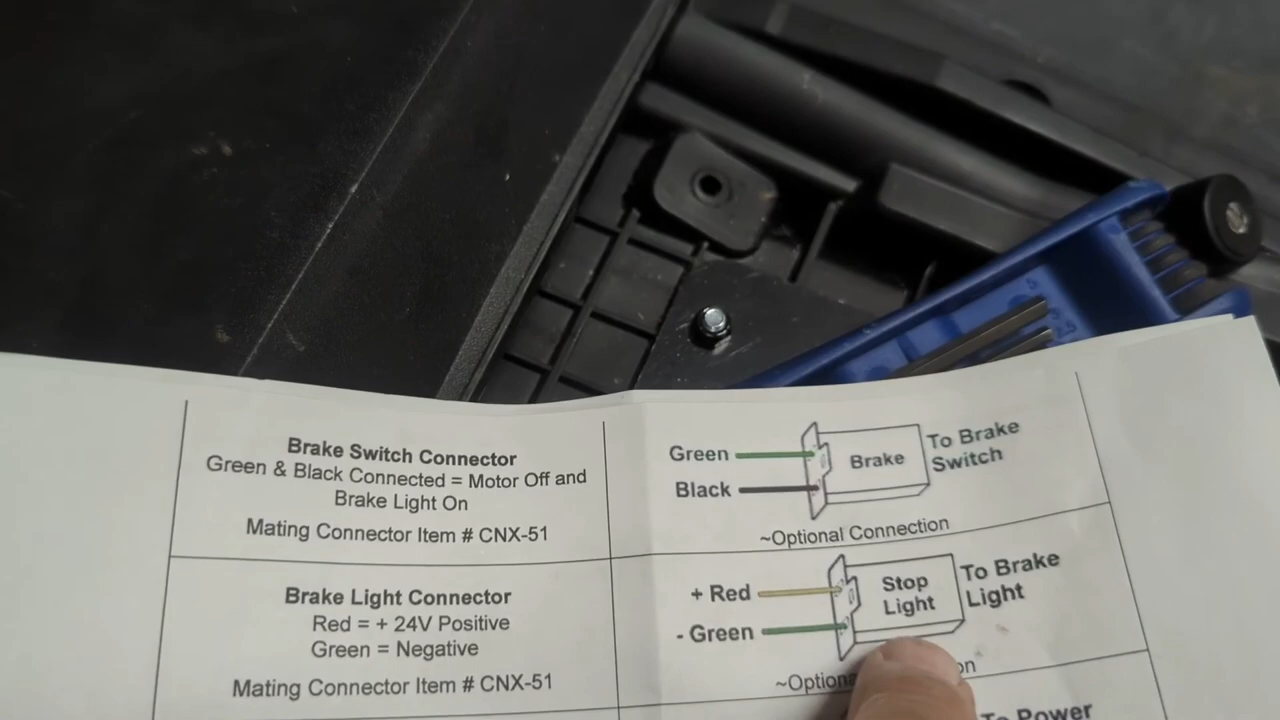 Brake Switch Connector
Green & Black Connected = Motor Off and
Brake Light On
Mating Connector Item # CNX-51
Green
Black
Brake
To Brake
Switch
~Optional Connection
Brake Light Connector
Red = + 24V Positive
Green = Negative
Mating Connector Item # CNX-51
+ Red
- Green
Stop
Light
To Brake
Light
To Power